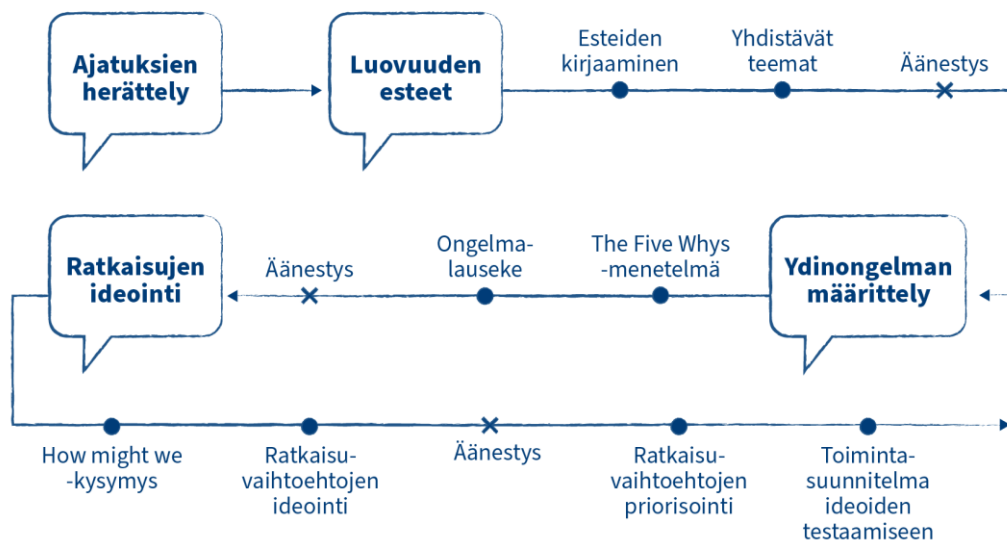 Ajatuksien
herättely
Luovuuden
esteet
Esteiden
kirjaaminen
Yhdistävät
teemat
Äänestys
Ratkaisujen
ideointi
Äänestys
Ongelma-
lauseke
The Five Whys
-menetelmä
Ydinongelman
määrittely
How might we
-kysymys
Ratkaisu-
vaihtoehtojen
ideointi
Äänestys
Ratkaisu-
vaihtoehtojen
priorisointi
Toiminta-
suunnitelma
ideoiden
testaamiseen